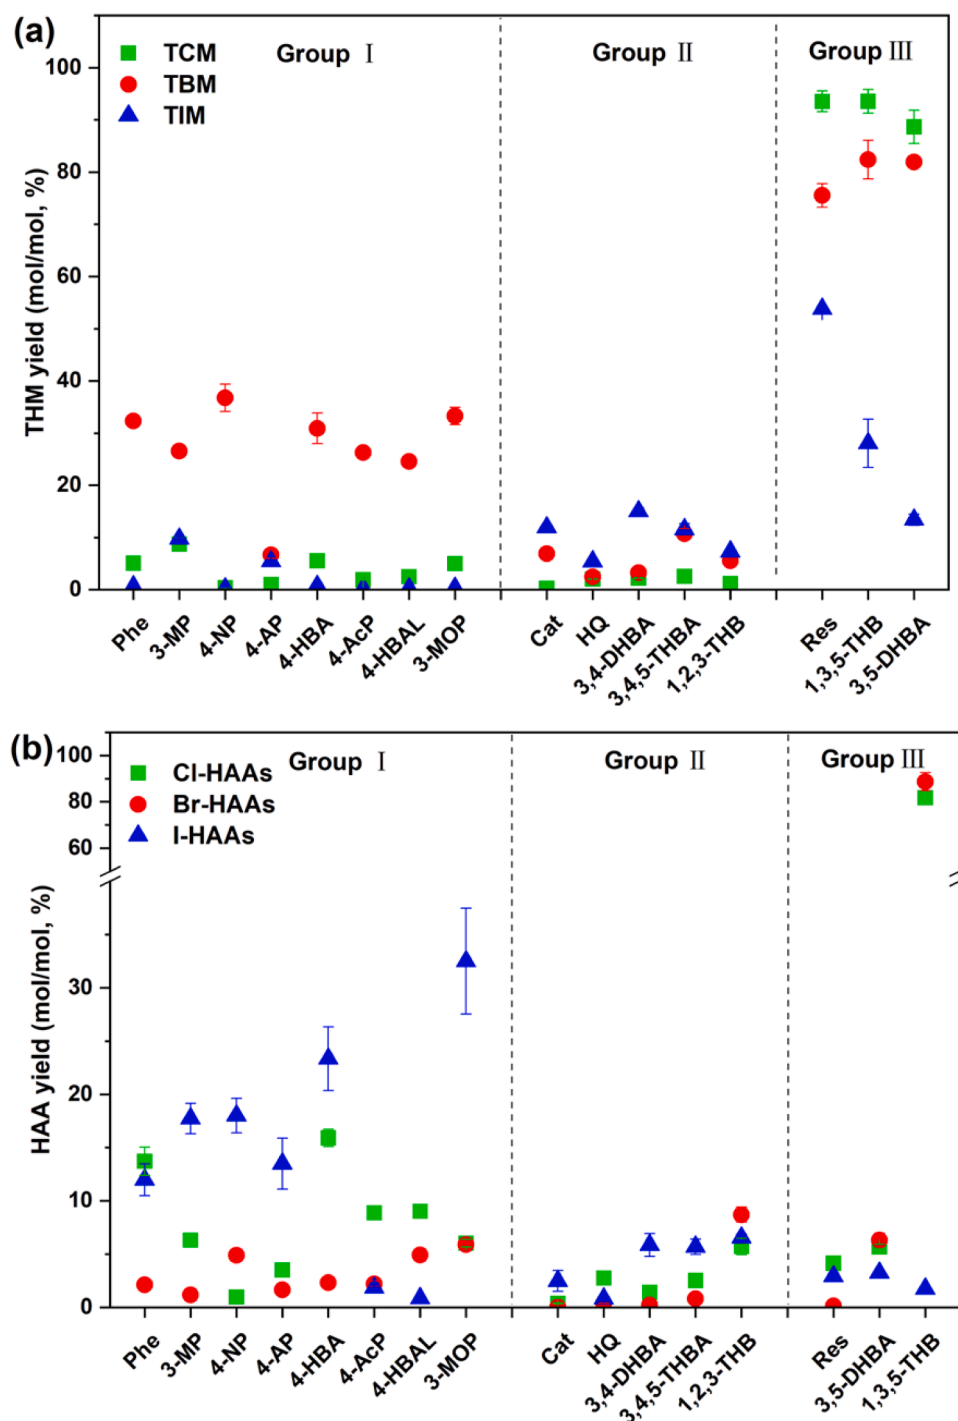 (a)
TCM
TBM
TIM
Group Ⅰ
Group Ⅱ
Group Ⅲ
THM yield (mol/mol, %)
100
80
60
40
20
0
Phe
3-MP
4-NP
4-AP
4-HBA
4-AcP
4-HBAL
3-MOP
Cat
HQ
3,4-DHBA
3,4,5-THBA
1,2,3-THB
Res
1,3,5-THB
3,5-DHBA
(b)
Cl-HAAs
Br-HAAs
I-HAAs
Group Ⅰ
Group Ⅱ
Group Ⅲ
HAA yield (mol/mol, %)
100
80
60
30
20
10
0
Phe
3-MP
4-NP
4-AP
4-HBA
4-AcP
4-HBAL
3-MOP
Cat
HQ
3,4-DHBA
3,4,5-THBA
1,2,3-THB
Res
3,5-DHBA
1,3,5-THB